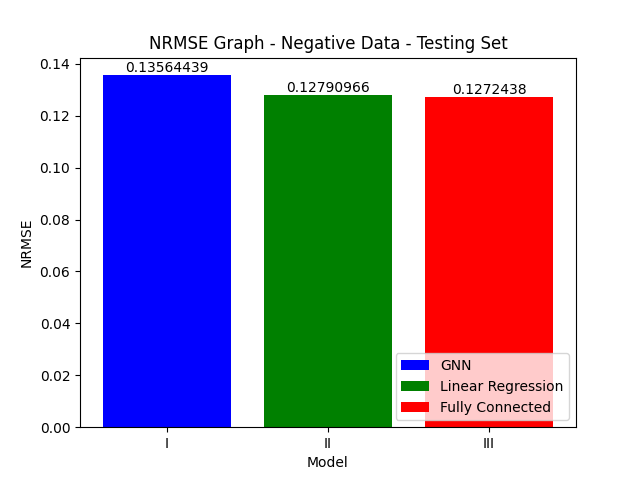 NRMSE Graph - Negative Data - Testing Set
0.14
0.12
0.10
0.08
0.06
0.04
0.02
0.00
NRMSE
0.13564439
0.12790966
0.1272438
GNN
Linear Regression
Fully Connected
I
II
III
Model